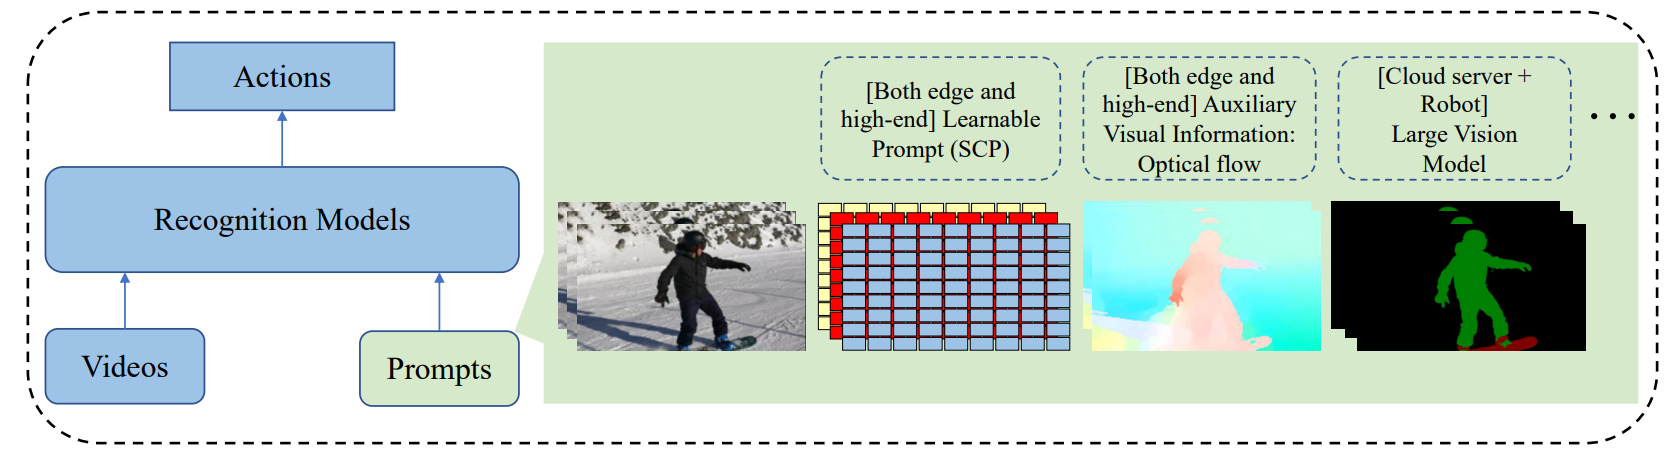 Actions
Recognition Models
Videos
Prompts
[Both edge and
high-end] Learnable
Prompt (SCP)
[Both edge and
high-end] Auxiliary
Visual Information:
Optical flow
[Cloud server +
Robot]
Large Vision
Model
...